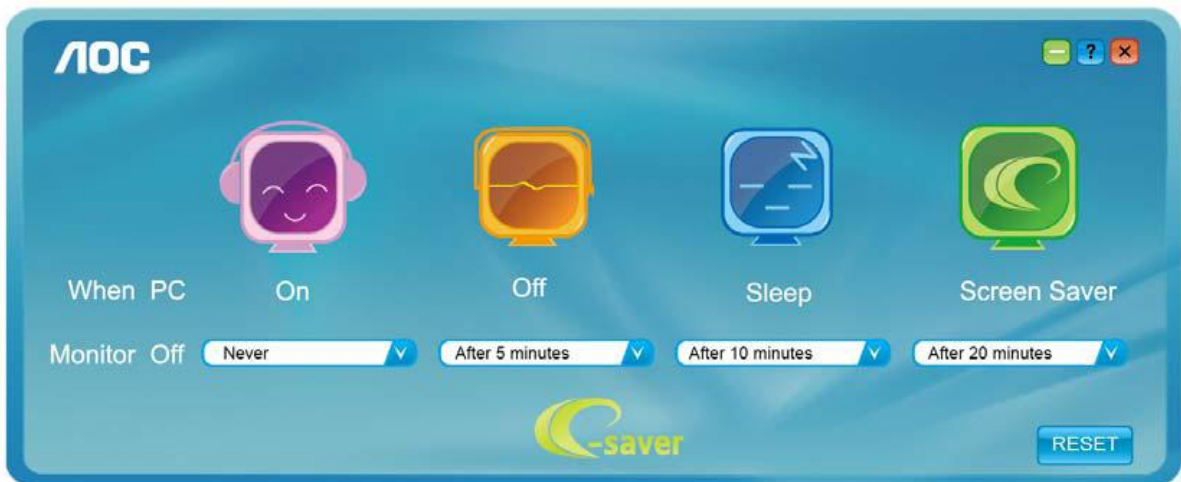 AOC
?
When PC On Off Sleep Screen Saver
Monitor Off Never After 5 minutes After 10 minutes After 20 minutes
e-saver
RESET